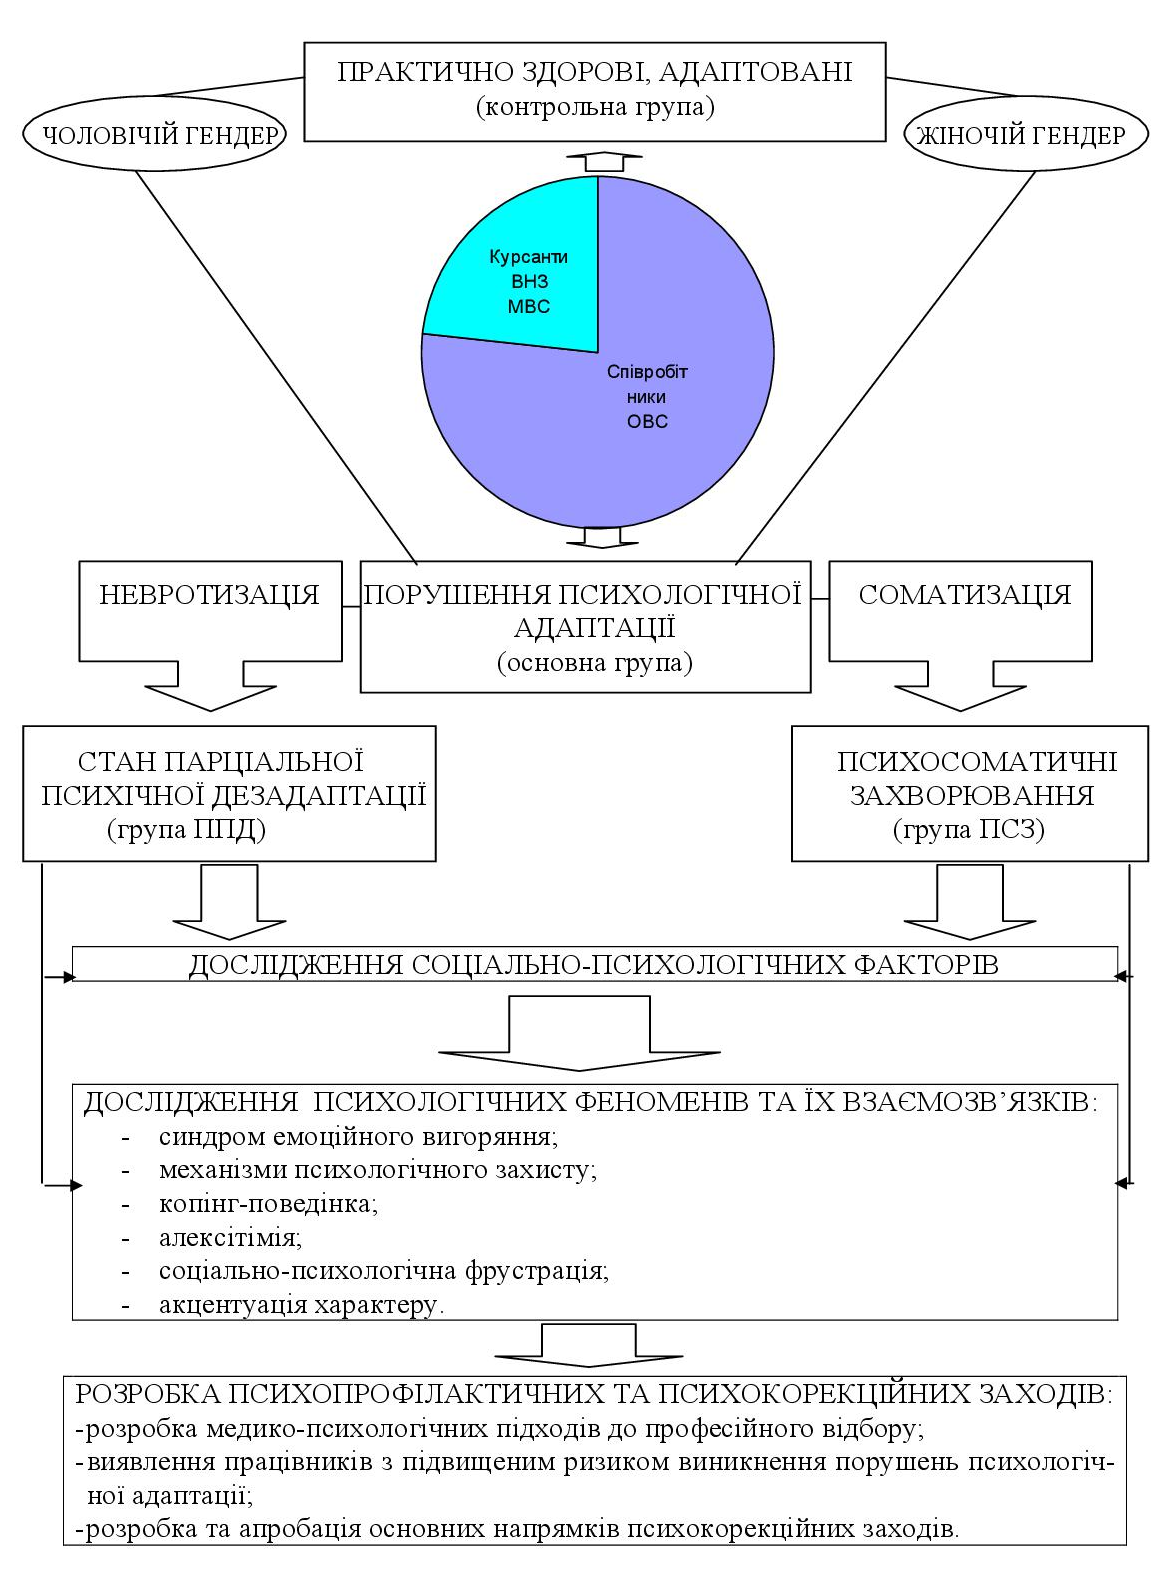 ПРАКТИЧНО ЗДОРОВІ, АДАПТОВАНІ
(контрольна група)
ЧОЛОВІЧІЙ ГЕНДЕР
ЖІНОЧІЙ ГЕНДЕР
Курсанти
ВНЗ
МВС
Співробіт
ники
ОВС
НЕВРОТИЗАЦІЯ
ПОРУШЕННЯ ПСИХОЛОГІЧНОЇ
АДАПТАЦІЇ
(основна група)
СОМАТИЗАЦІЯ
СТАН ПАРЦІАЛЬНОЇ
ПСИХІЧНОЇ ДЕЗАДАПТАЦІЇ
(група ППД)
ПСИХОСОМАТИЧНІ
ЗАХВОРЮВАННЯ
(група ПСЗ)
ДОСЛІДЖЕННЯ СОЦІАЛЬНО-ПСИХОЛОГІЧНИХ ФАКТОРІВ
ДОСЛІДЖЕННЯ ПСИХОЛОГІЧНИХ ФЕНОМЕНІВ ТА ЇХ ВЗАЄМОЗВ’ЯЗКІВ:
- синдром емоційного вигоряння;
- механізми психологічного захисту;
- копінг-поведінка;
- алексітімія;
- соціально-психологічна фрустрація;
- акцентуація характеру.
РОЗРОБКА ПСИХОПРОФІЛАКТИЧНИХ ТА ПСИХОКОРЕКЦІЙНИХ ЗАХОДІВ:
-розробка медико-психологічних підходів до професійного відбору;
-виявлення працівників з підвищеним ризиком виникнення порушень психологіч-
ної адаптації;
-розробка та апробація основних напрямків психокорекційних заходів.